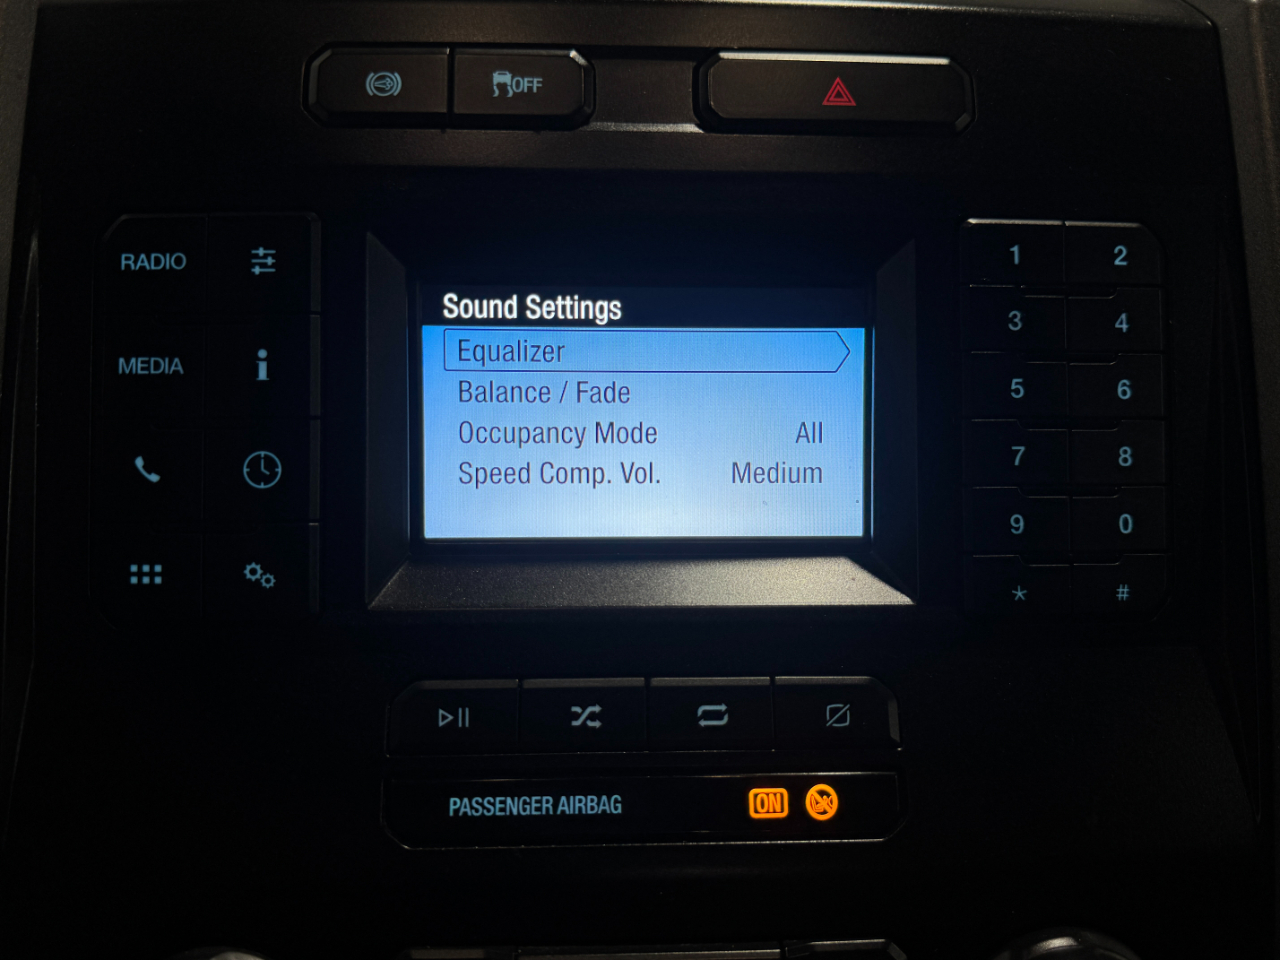 OFF
RADIO
MEDIA
Sound Settings
Equalizer
Balance / Fade
Occupancy Mode All
Speed Comp. Vol. Medium
1 2
3 4
5 6
7 8
9 0
* #
PASSENGER AIRBAG ON